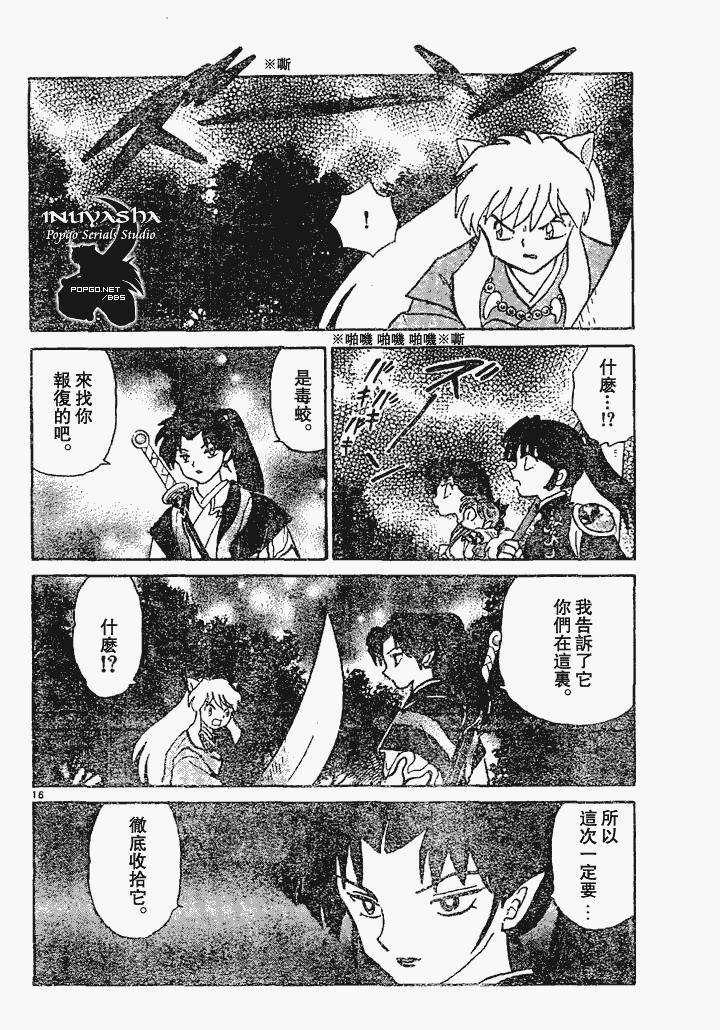 ※嘶
INUYASHA
Popgo Serials Studio
POPGO.NET
/BBS
!
※啪嘰 啪嘰 啪嘰※嘶
什麽…!?
是毒蛟。
來找你
報復的吧。
我告訴了它
你們在這裏。
什麽!?
16
所以
這次一定要…
徹底收拾它。